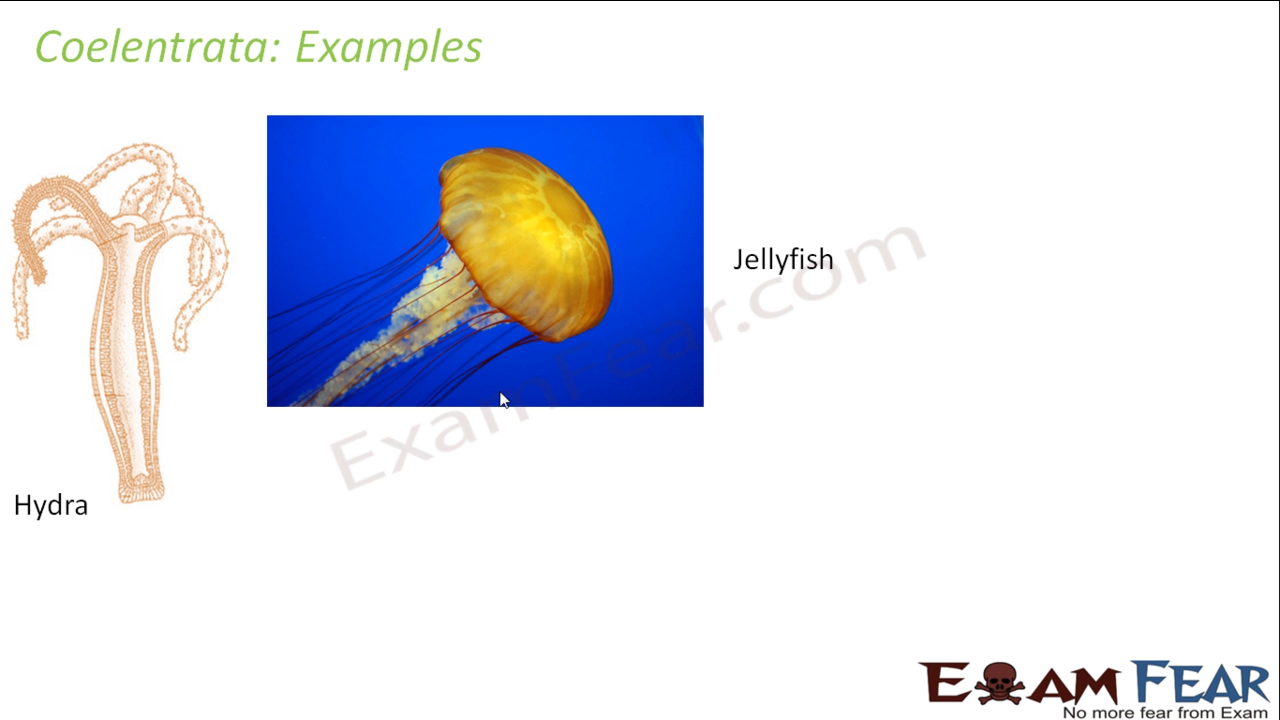 Coelentrata: Examples
Jellyfish
ExamFear.com
Hydra
EXAM FEAR
No more fear from Exam